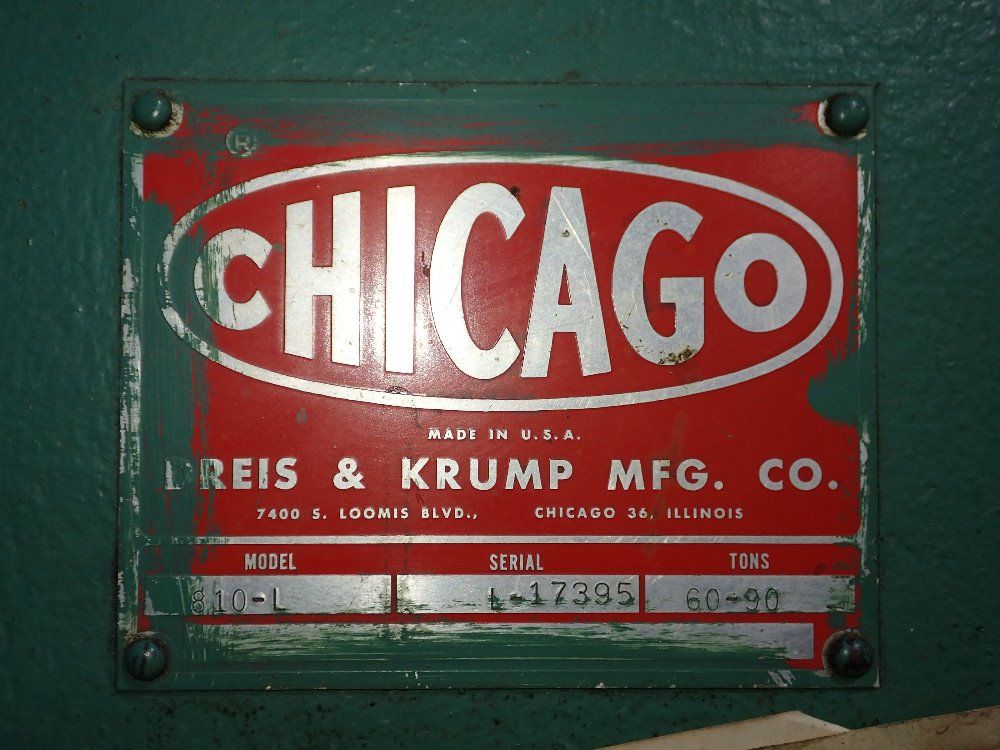 ®
CHICAGO
MADE IN U.S.A.
DREIS & KRUMP MFG. CO.
7400 S. LOOMIS BLVD., CHICAGO 36, ILLINOIS
MODEL SERIAL TONS
810-L L-17395 60-90